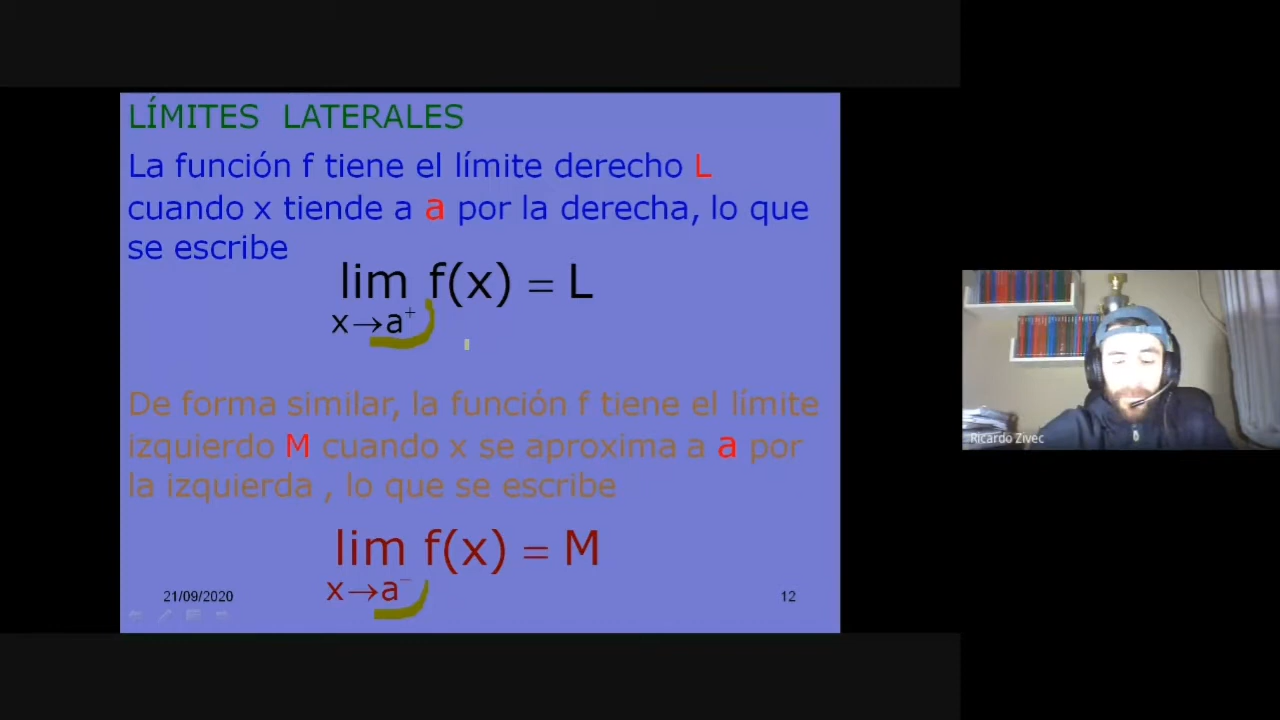 LÍMITES LATERALES
La función f tiene el límite derecho L
cuando x tiende a a por la derecha, lo que
se escribe
lim f(x) = L
x→a⁺
De forma similar, la función f tiene el límite
izquierdo M cuando x se aproxima a a por
la izquierda , lo que se escribe
lim f(x) = M
x→a⁻
21/09/2020
12
Ricardo Zivec